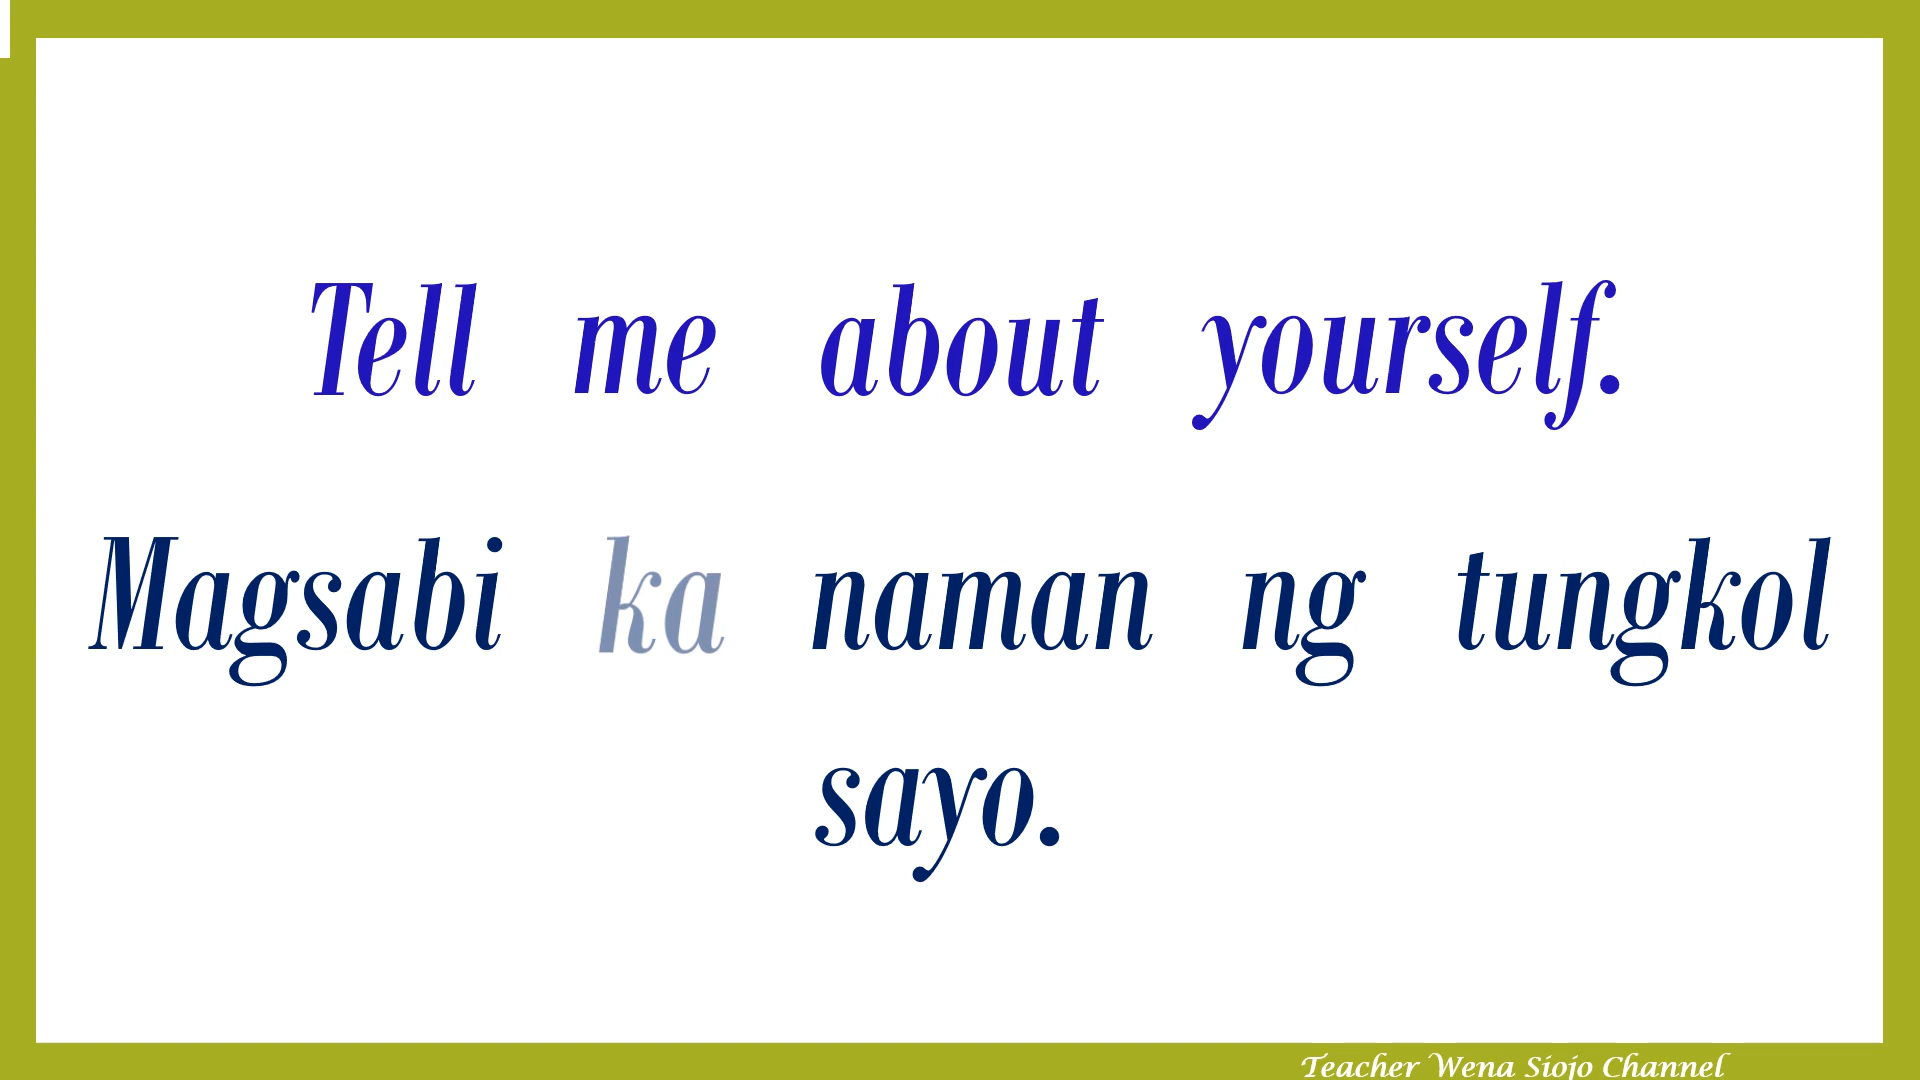 Tell me about yourself.
Magsabi ka naman ng tungkol
sayo.
Teacher Wena Siojo Channel